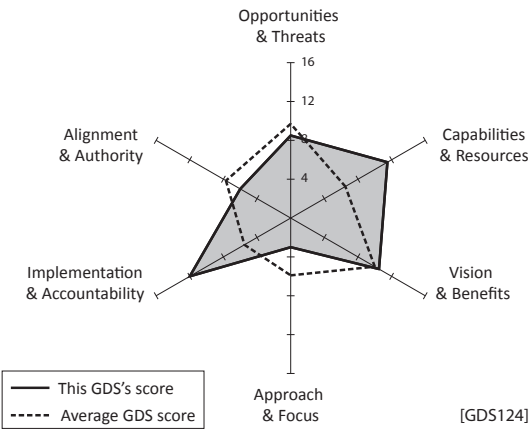 Opportunities
& Threats
16
12
8
4
Alignment
& Authority
Capabilities
& Resources
Implementation
& Accountability
Vision
& Benefits
This GDS's score
Average GDS score
Approach
& Focus
[GDS124]